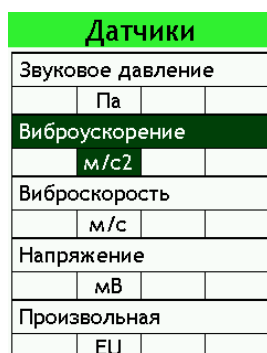 Датчики
Звуковое давление
Па
Виброускорение
м/с2
Виброскорость
м/с
Напряжение
мВ
Произвольная
EU